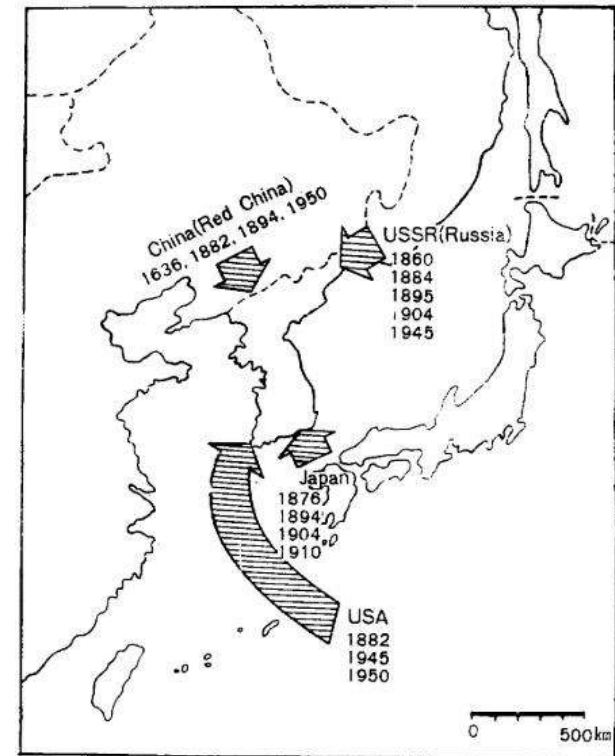 China(Red China)
1636, 1882, 1894, 1950
USSR(Russia)
1860
1884
1895
1904
1945
Japan
1876
1894
1904
1910
USA
1882
1945
1950
0 500km